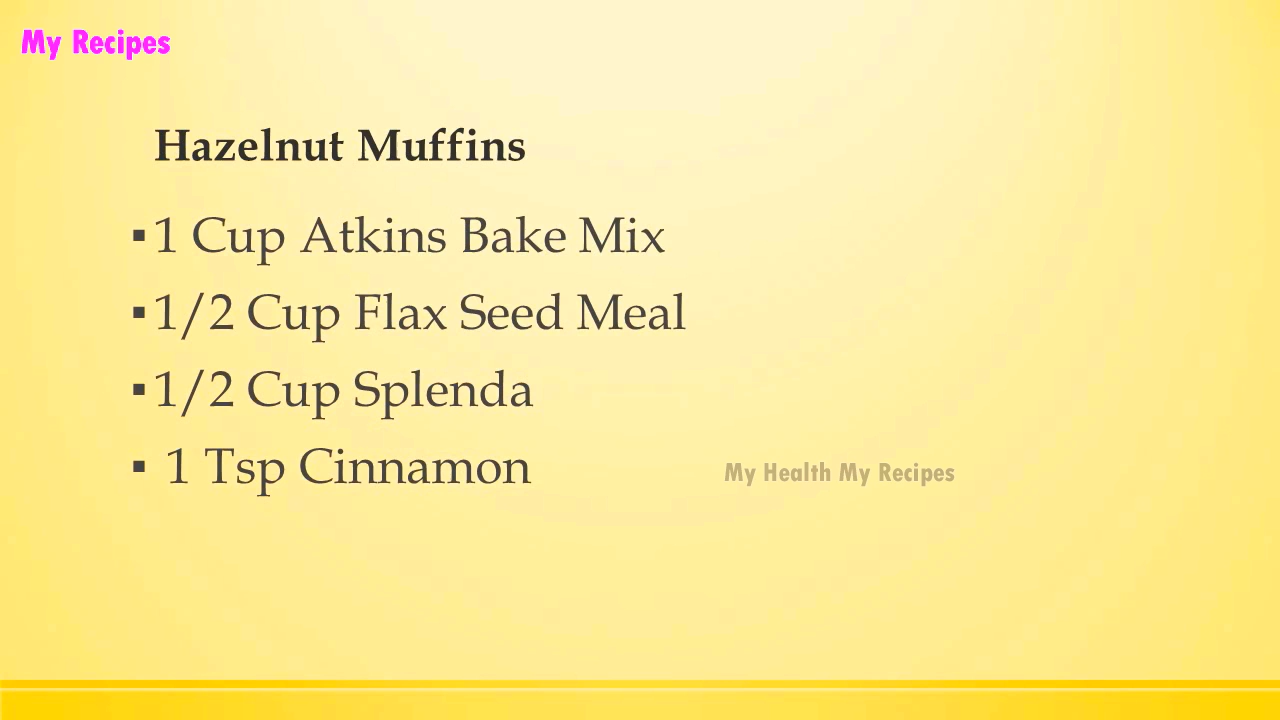 My Recipes
Hazelnut Muffins
▪1 Cup Atkins Bake Mix
▪1/2 Cup Flax Seed Meal
▪1/2 Cup Splenda
▪ 1 Tsp Cinnamon
My Health My Recipes